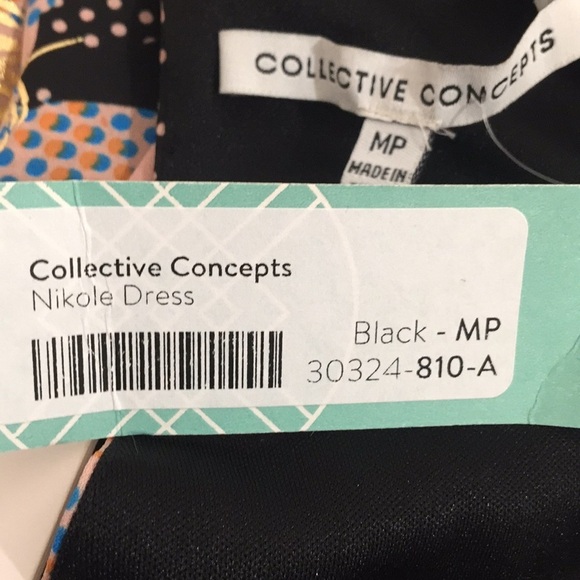 COLLECTIVE CONCEPTS
MP
MADE IN
Collective Concepts
Nikole Dress
Black - MP
30324-810-A